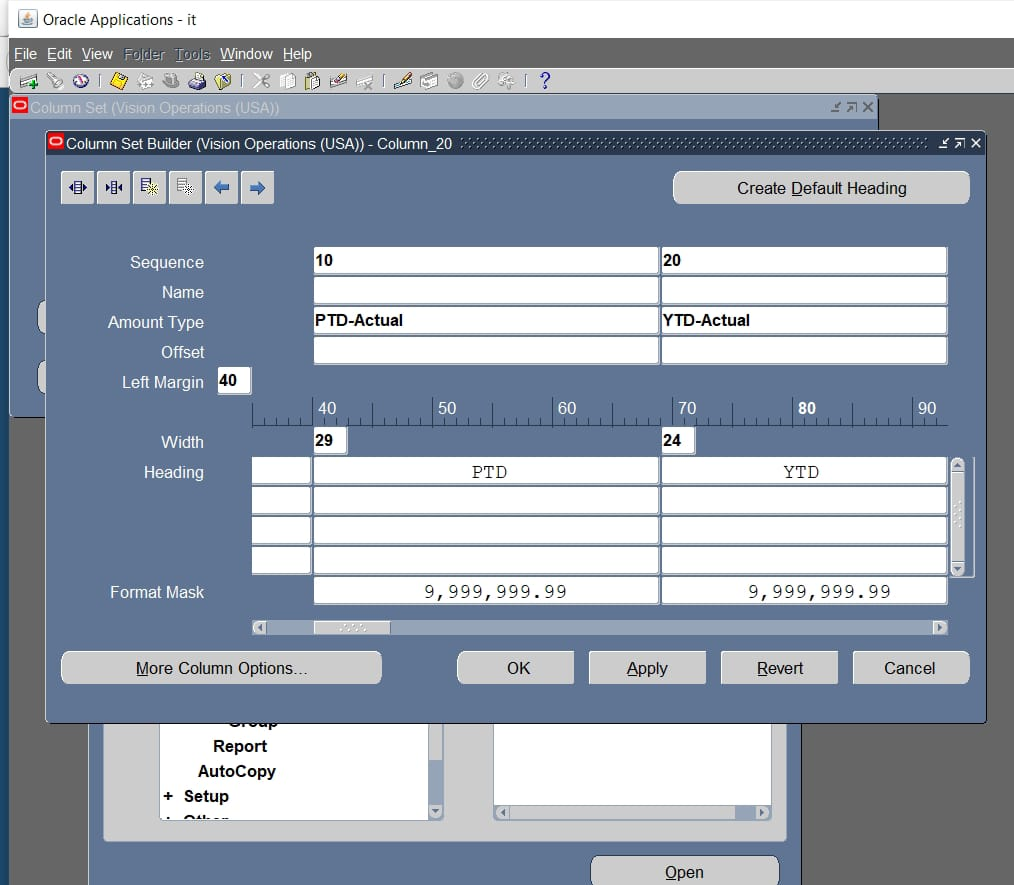 Oracle Applications - it
File Edit View Folder Tools Window Help
Column Set (Vision Operations (USA))
Column Set Builder (Vision Operations (USA)) - Column_20
Create Default Heading
Sequence 10 20
Name
Amount Type PTD-Actual YTD-Actual
Offset
Left Margin 40
40 50 60 70 80 90
Width 29 24
Heading PTD YTD
Format Mask 9,999,999.99 9,999,999.99
More Column Options... OK Apply Revert Cancel
Group
Report
AutoCopy
+ Setup
+ Other
Open